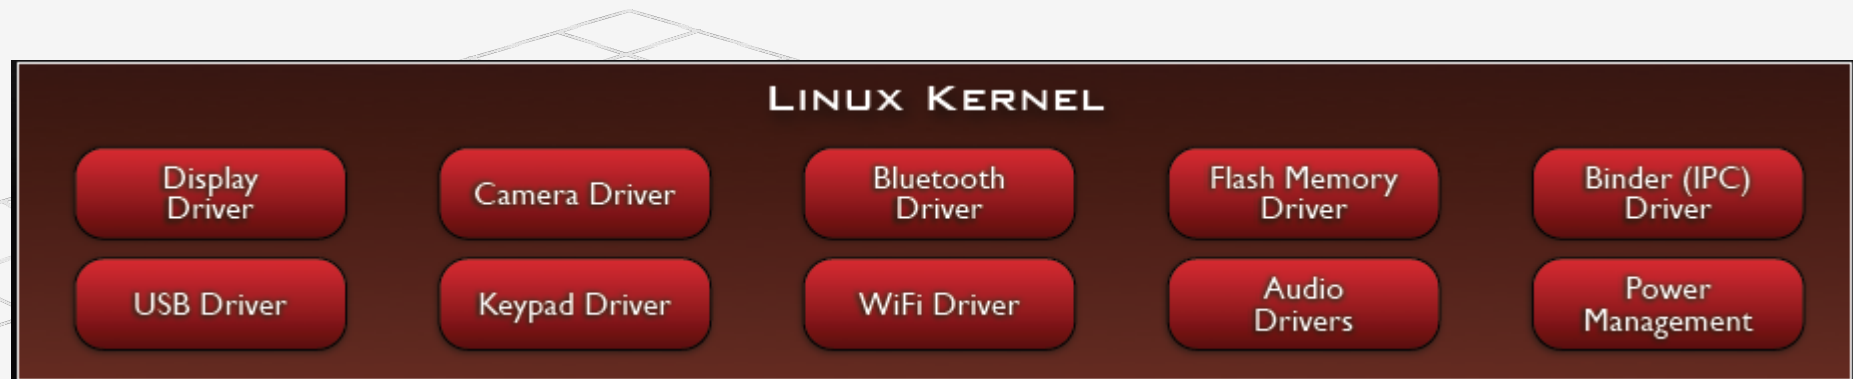 LINUX KERNEL
Display
Driver
Camera Driver
Bluetooth
Driver
Flash Memory
Driver
Binder (IPC)
Driver
USB Driver
Keypad Driver
WiFi Driver
Audio
Drivers
Power
Management